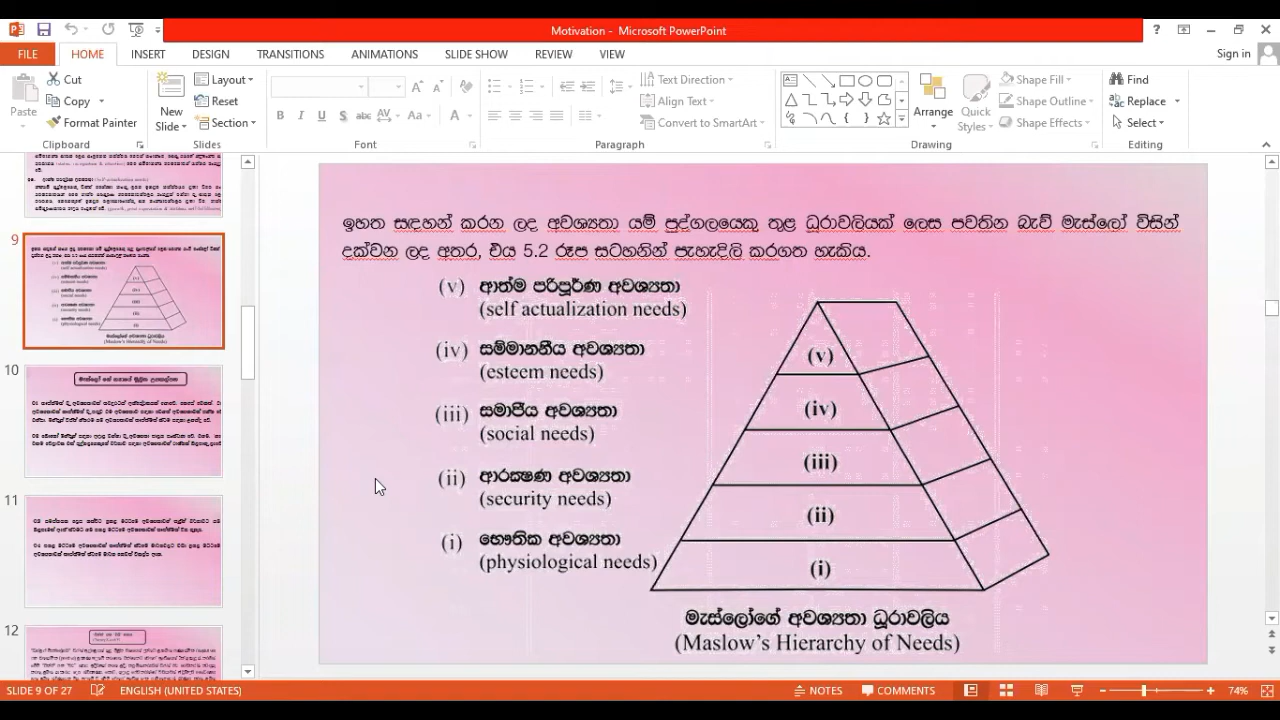 Motivation - Microsoft PowerPoint
Sign in
FILE HOME INSERT DESIGN TRANSITIONS ANIMATIONS SLIDE SHOW REVIEW VIEW
Paste
Cut
Copy
Format Painter
Clipboard
New Slide
Layout
Reset
Section
Slides
Font
Text Direction
Align Text
Convert to SmartArt
Paragraph
Arrange
Quick Styles
Shape Fill
Shape Outline
Shape Effects
Drawing
Find
Replace
Select
Editing
9
10
11
12
ඉහත සඳහන් කරන ලද අවශ්‍යතා යම් පුද්ගලයෙකු තුළ ධූරාවලියක් ලෙස පවතින බැව් මැස්ලෝ විසින්
දක්වන ලද අතර, එය 5.2 රූප සටහනින් පැහැදිලි කරගත හැකිය.
(v) ආත්ම පරිපූර්ණ අවශ්‍යතා
(self actualization needs)
(iv) සම්මානනීය අවශ්‍යතා
(esteem needs)
(iii) සමාජීය අවශ්‍යතා
(social needs)
(ii) ආරක්‍ෂණ අවශ්‍යතා
(security needs)
(i) භෞතික අවශ්‍යතා
(physiological needs)
(v)
(iv)
(iii)
(ii)
(i)
මැස්ලෝගේ අවශ්‍යතා ධූරාවලිය
(Maslow's Hierarchy of Needs)
SLIDE 9 OF 27 ENGLISH (UNITED STATES) NOTES COMMENTS 74%